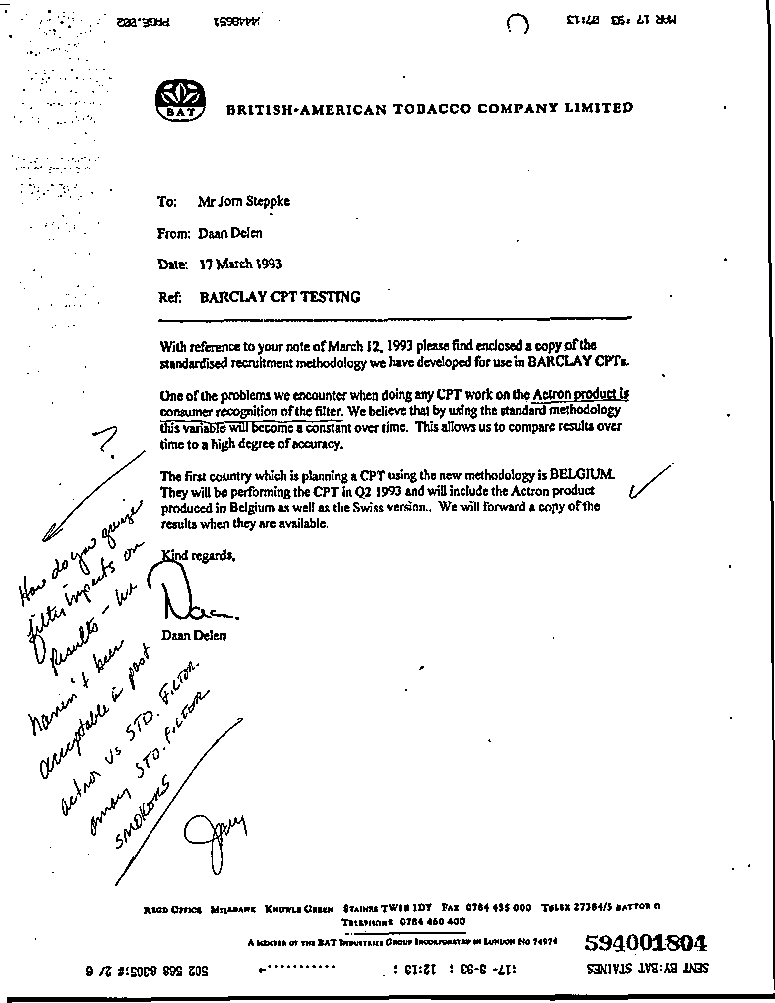 MAR 17 '93 07:13
4448651
PAGE.002
BAT
BRITISH-AMERICAN TOBACCO COMPANY LIMITED
To: Mr Jorn Steppke
From: Daan Delen
Date: 17 March 1993
Ref: BARCLAY CPT TESTING
With reference to your note of March 12, 1993 please find enclosed a copy of the
standardised recruitment methodology we have developed for use in BARCLAY CPTs.
One of the problems we encounter when doing any CPT work on the Actron product is
consumer recognition of the filter. We believe that by using the standard methodology
this variable will become a constant over time. This allows us to compare results over
time to a high degree of accuracy.
The first country which is planning a CPT using the new methodology is BELGIUM.
They will be performing the CPT in Q2 1993 and will include the Actron product
produced in Belgium as well as the Swiss version.. We will forward a copy of the
results when they are available.
Kind regards,
Daan
Daan Delen
?
How do you
filter impacts on
results - we
haven't been
acceptable in past
actron vs STD. FILTER
among STD. FILTER
SMOKERS
REGD OFFICE MILLBANK KNOWLE GREEN STAINES TW18 1DY FAX 0784 435 000 TELEX 27384/5 BATTOB G
TELEPHONE 0784 460 400
A MEMBER OF THE BAT INDUSTRIES GROUP INCORPORATED IN LONDON NO 74974
594001804
SENT BY:BAT STAINES
:17- 3-93 : 12:13 :
502 568 8305:# 2/ 6